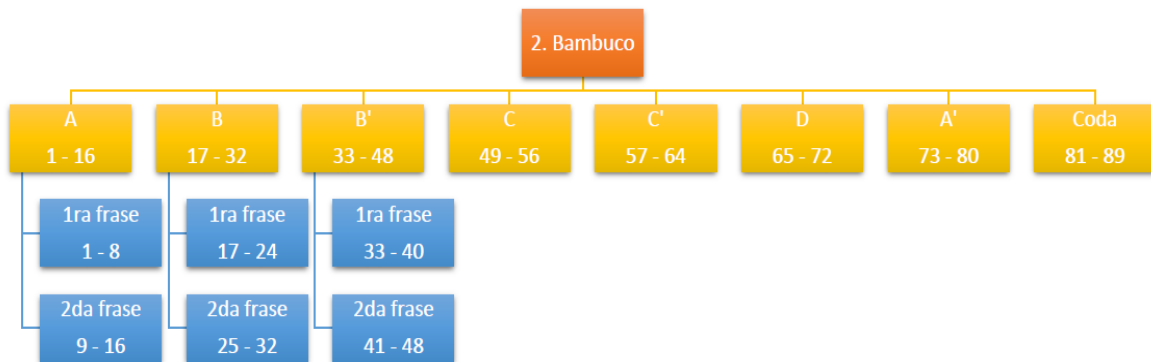 2. Bambuco
A
1 - 16
B
17 - 32
B'
33 - 48
C
49 - 56
C'
57 - 64
D
65 - 72
A'
73 - 80
Coda
81 - 89
1ra frase
1 - 8
2da frase
9 - 16
1ra frase
17 - 24
2da frase
25 - 32
1ra frase
33 - 40
2da frase
41 - 48